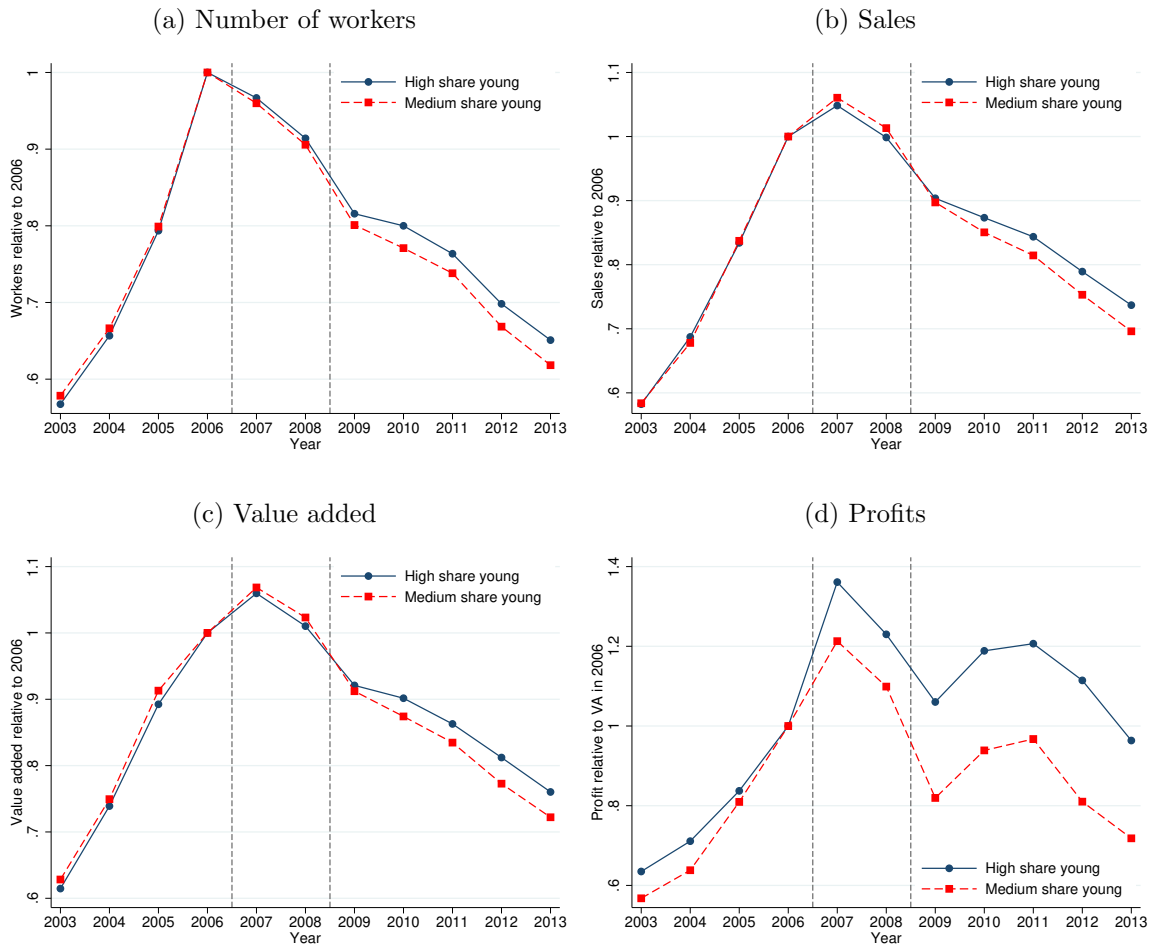 (a) Number of workers
Workers relative to 2006
1
.9
.8
.7
.6
High share young
Medium share young
2003 2004 2005 2006 2007 2008 2009 2010 2011 2012 2013
Year
(b) Sales
Sales relative to 2006
1.1
1
.9
.8
.7
.6
High share young
Medium share young
2003 2004 2005 2006 2007 2008 2009 2010 2011 2012 2013
Year
(c) Value added
Value added relative to 2006
1.1
1
.9
.8
.7
.6
High share young
Medium share young
2003 2004 2005 2006 2007 2008 2009 2010 2011 2012 2013
Year
(d) Profits
Profit relative to VA in 2006
1.4
1.2
1
.8
.6
High share young
Medium share young
2003 2004 2005 2006 2007 2008 2009 2010 2011 2012 2013
Year